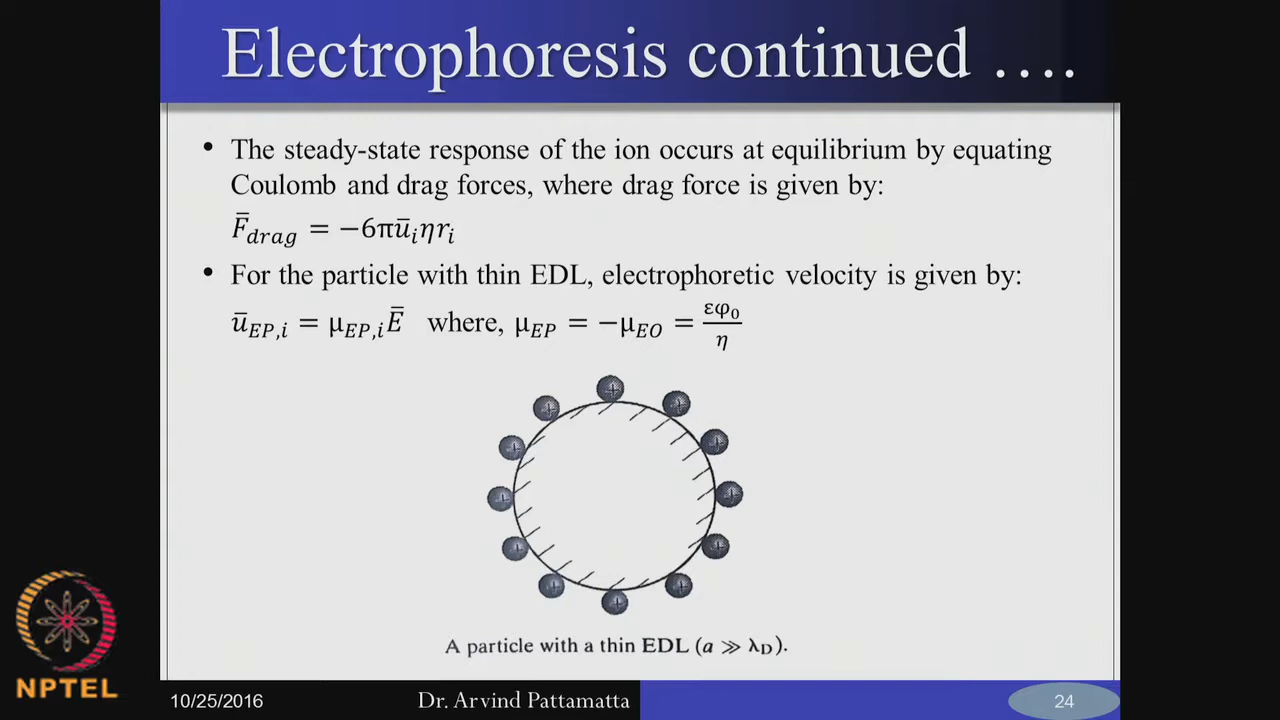 Electrophoresis continued ….
• The steady-state response of the ion occurs at equilibrium by equating
Coulomb and drag forces, where drag force is given by:
F̄_drag = −6πū_iηr_i
• For the particle with thin EDL, electrophoretic velocity is given by:
ū_EP,i = μ_EP,i Ē where, μ_EP = −μ_EO = εφ₀/η
+ + + + + + + + + + + +
A particle with a thin EDL (a ≫ λ_D).
NPTEL
10/25/2016 Dr. Arvind Pattamatta 24